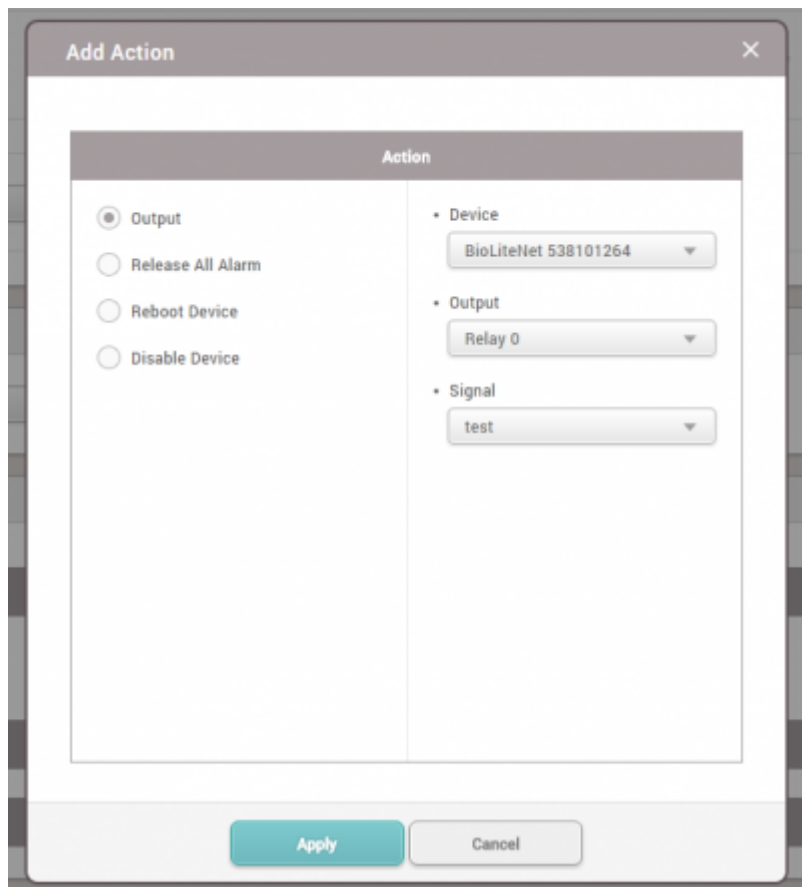 Add Action
Action
Output
Release All Alarm
Reboot Device
Disable Device
Device
BioLiteNet 538101264
Output
Relay 0
Signal
test
Apply
Cancel